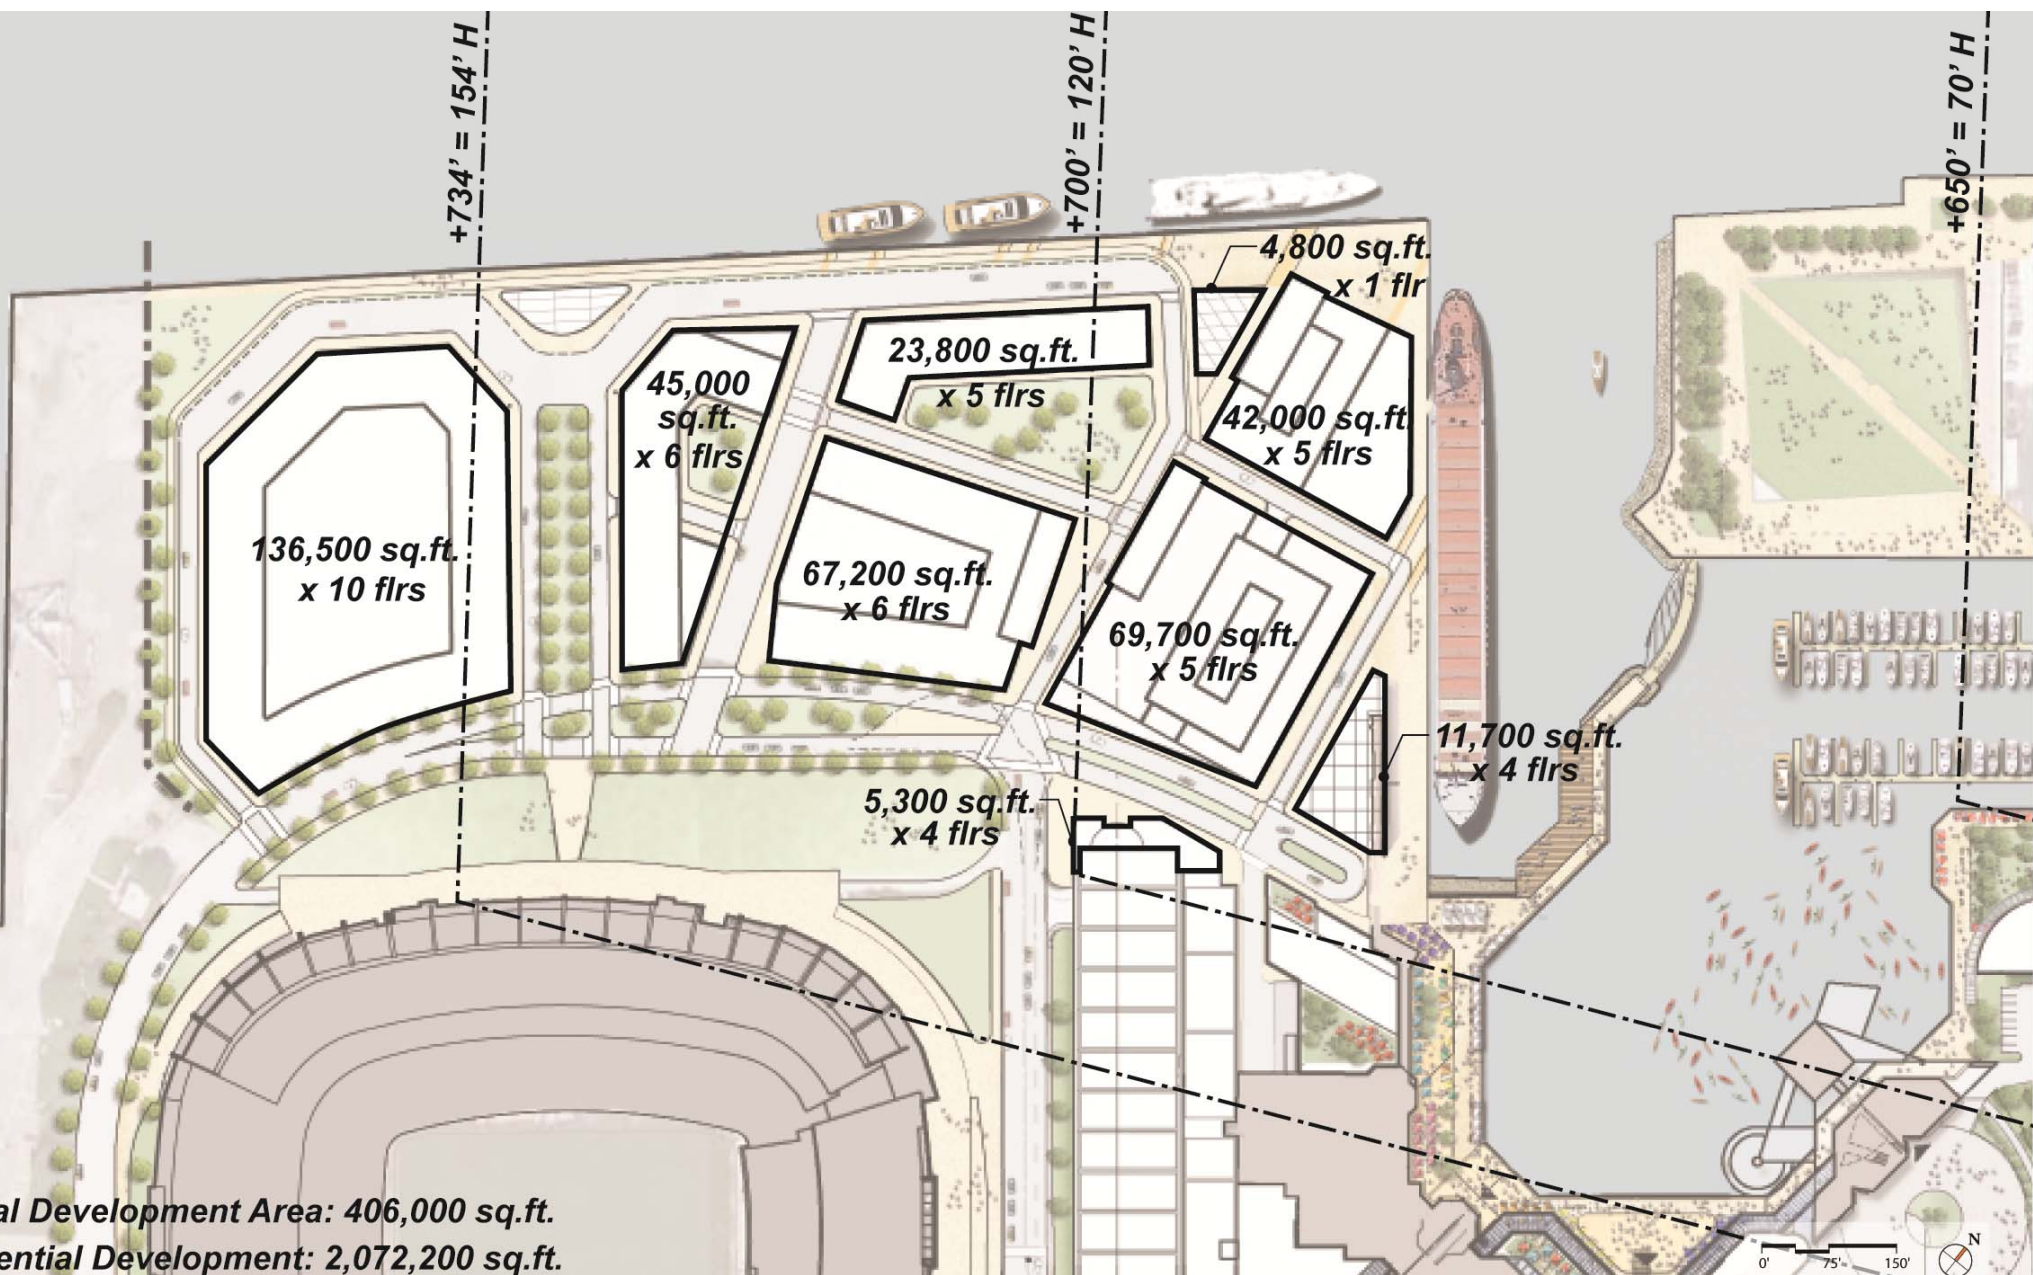 +734' = 154' H
+700' = 120' H
+650' = 70' H
4,800 sq.ft.
x 1 flr
23,800 sq.ft.
x 5 flrs
45,000
sq.ft.
x 6 flrs
42,000 sq.ft.
x 5 flrs
136,500 sq.ft.
x 10 flrs
67,200 sq.ft.
x 6 flrs
69,700 sq.ft.
x 5 flrs
11,700 sq.ft.
x 4 flrs
5,300 sq.ft.
x 4 flrs
al Development Area: 406,000 sq.ft.
ential Development: 2,072,200 sq.ft.
N
0' 75' 150'